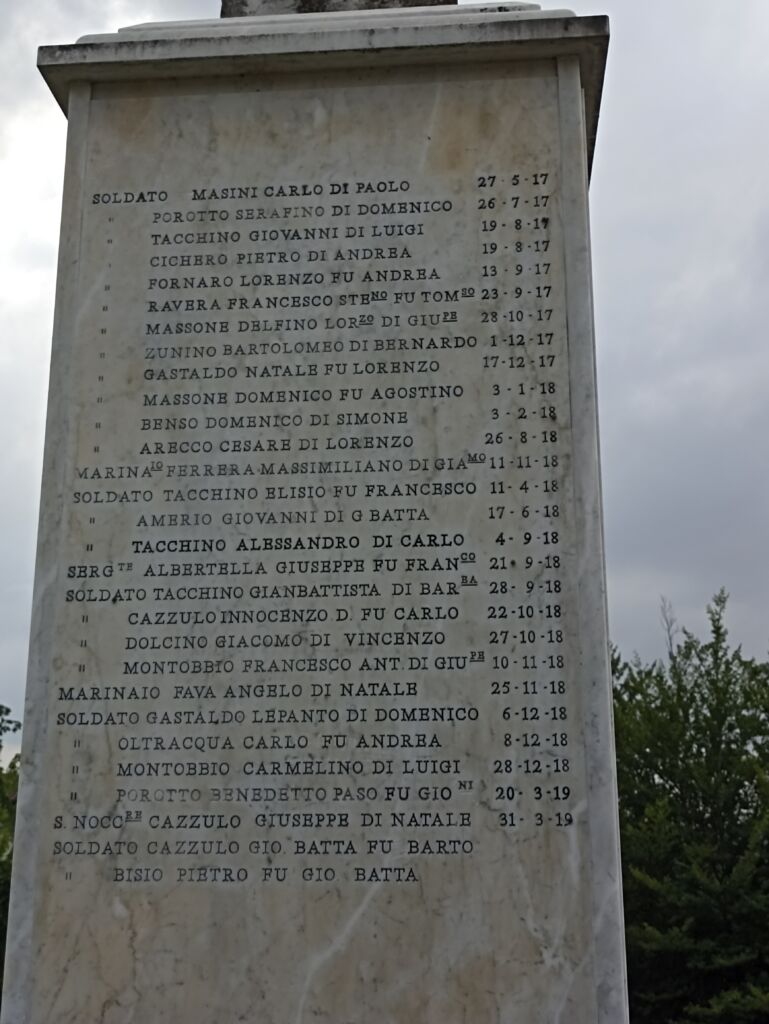 SOLDATO MASINI CARLO DI PAOLO 27-5-17
" POROTTO SERAFINO DI DOMENICO 26-7-17
" TACCHINO GIOVANNI DI LUIGI 19-8-17
" CICHERO PIETRO DI ANDREA 19-8-17
" FORNARO LORENZO FU ANDREA 13-9-17
" RAVERA FRANCESCO STENO FU TOMSO 23-9-17
" MASSONE DELFINO LORZO DI GIUPE 28-10-17
" ZUNINO BARTOLOMEO DI BERNARDO 1-12-17
" GASTALDO NATALE FU LORENZO 17-12-17
" MASSONE DOMENICO FU AGOSTINO 3-1-18
" BENSO DOMENICO DI SIMONE 3-2-18
" ARECCO CESARE DI LORENZO 26-8-18
MARINAIO FERRERA MASSIMILIANO DI GIAMO 11-11-18
SOLDATO TACCHINO ELISIO FU FRANCESCO 11-4-18
" AMERIO GIOVANNI DI G BATTA 17-6-18
" TACCHINO ALESSANDRO DI CARLO 4-9-18
SERGTE ALBERTELLA GIUSEPPE FU FRANCO 21-9-18
SOLDATO TACCHINO GIANBATTISTA DI BARBA 28-9-18
" CAZZULO INNOCENZO D. FU CARLO 22-10-18
" DOLCINO GIACOMO DI VINCENZO 27-10-18
" MONTOBBIO FRANCESCO ANT. DI GIUPE 10-11-18
MARINAIO FAVA ANGELO DI NATALE 25-11-18
SOLDATO GASTALDO LEPANTO DI DOMENICO 6-12-18
" OLTRACQUA CARLO FU ANDREA 8-12-18
" MONTOBBIO CARMELINO DI LUIGI 28-12-18
" POROTTO BENEDETTO PASO FU GIONI 20-3-19
S. NOCCRE CAZZULO GIUSEPPE DI NATALE 31-3-19
SOLDATO CAZZULO GIO. BATTA FU BARTO
" BISIO PIETRO FU GIO. BATTA